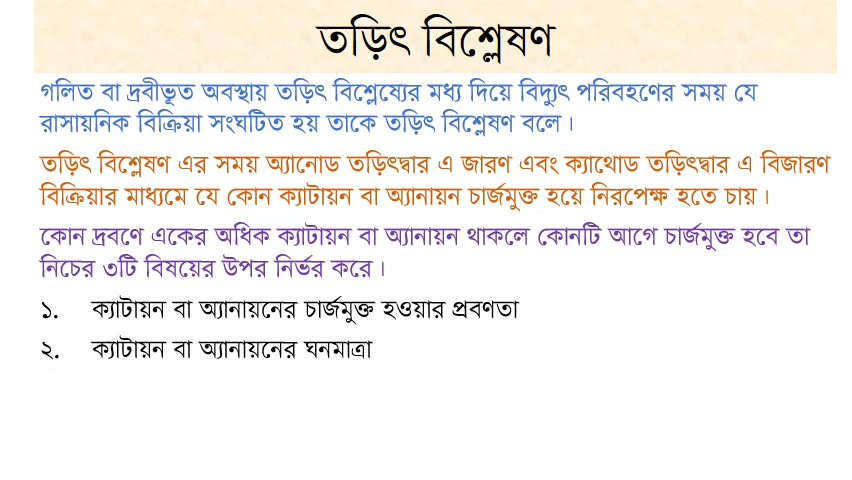 তড়িৎ বিশ্লেষণ
গলিত বা দ্রবীভূত অবস্থায় তড়িৎ বিশ্লেষ্যের মধ্য দিয়ে বিদ্যুৎ পরিবহণের সময় যে
রাসায়নিক বিক্রিয়া সংঘটিত হয় তাকে তড়িৎ বিশ্লেষণ বলে।
তড়িৎ বিশ্লেষণ এর সময় অ্যানোড তড়িৎদ্বার এ জারণ এবং ক্যাথোড তড়িৎদ্বার এ বিজারণ
বিক্রিয়ার মাধ্যমে যে কোন ক্যাটায়ন বা অ্যানায়ন চার্জমুক্ত হয়ে নিরপেক্ষ হতে চায়।
কোন দ্রবণে একের অধিক ক্যাটায়ন বা অ্যানায়ন থাকলে কোনটি আগে চার্জমুক্ত হবে তা
নিচের ৩টি বিষয়ের উপর নির্ভর করে।
১. ক্যাটায়ন বা অ্যানায়নের চার্জমুক্ত হওয়ার প্রবণতা
২. ক্যাটায়ন বা অ্যানায়নের ঘনমাত্রা